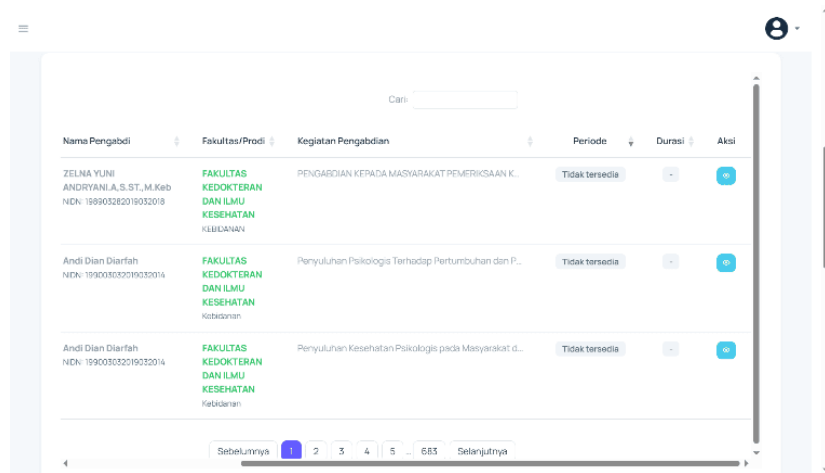 Cari:
Nama Pengabdi Fakultas/Prodi Kegiatan Pengabdian Periode Durasi Aksi
ZELNA YUNI FAKULTAS PENGABDIAN KEPADA MASYARAKAT PEMERIKSAAN K... Tidak tersedia -
ANDRYANI.A,S.ST.,M.Keb KEDOKTERAN
NIDN: 198903282019032018 DAN ILMU
KESEHATAN
KEBIDANAN
Andi Dian Diarfah FAKULTAS Penyuluhan Psikologis Terhadap Pertumbuhan dan P... Tidak tersedia -
NIDN: 199003032019032014 KEDOKTERAN
DAN ILMU
KESEHATAN
Kebidanan
Andi Dian Diarfah FAKULTAS Penyuluhan Kesehatan Psikologis pada Masyarakat d... Tidak tersedia -
NIDN: 199003032019032014 KEDOKTERAN
DAN ILMU
KESEHATAN
Kebidanan
Sebelumnya 1 2 3 4 5 … 683 Selanjutnya